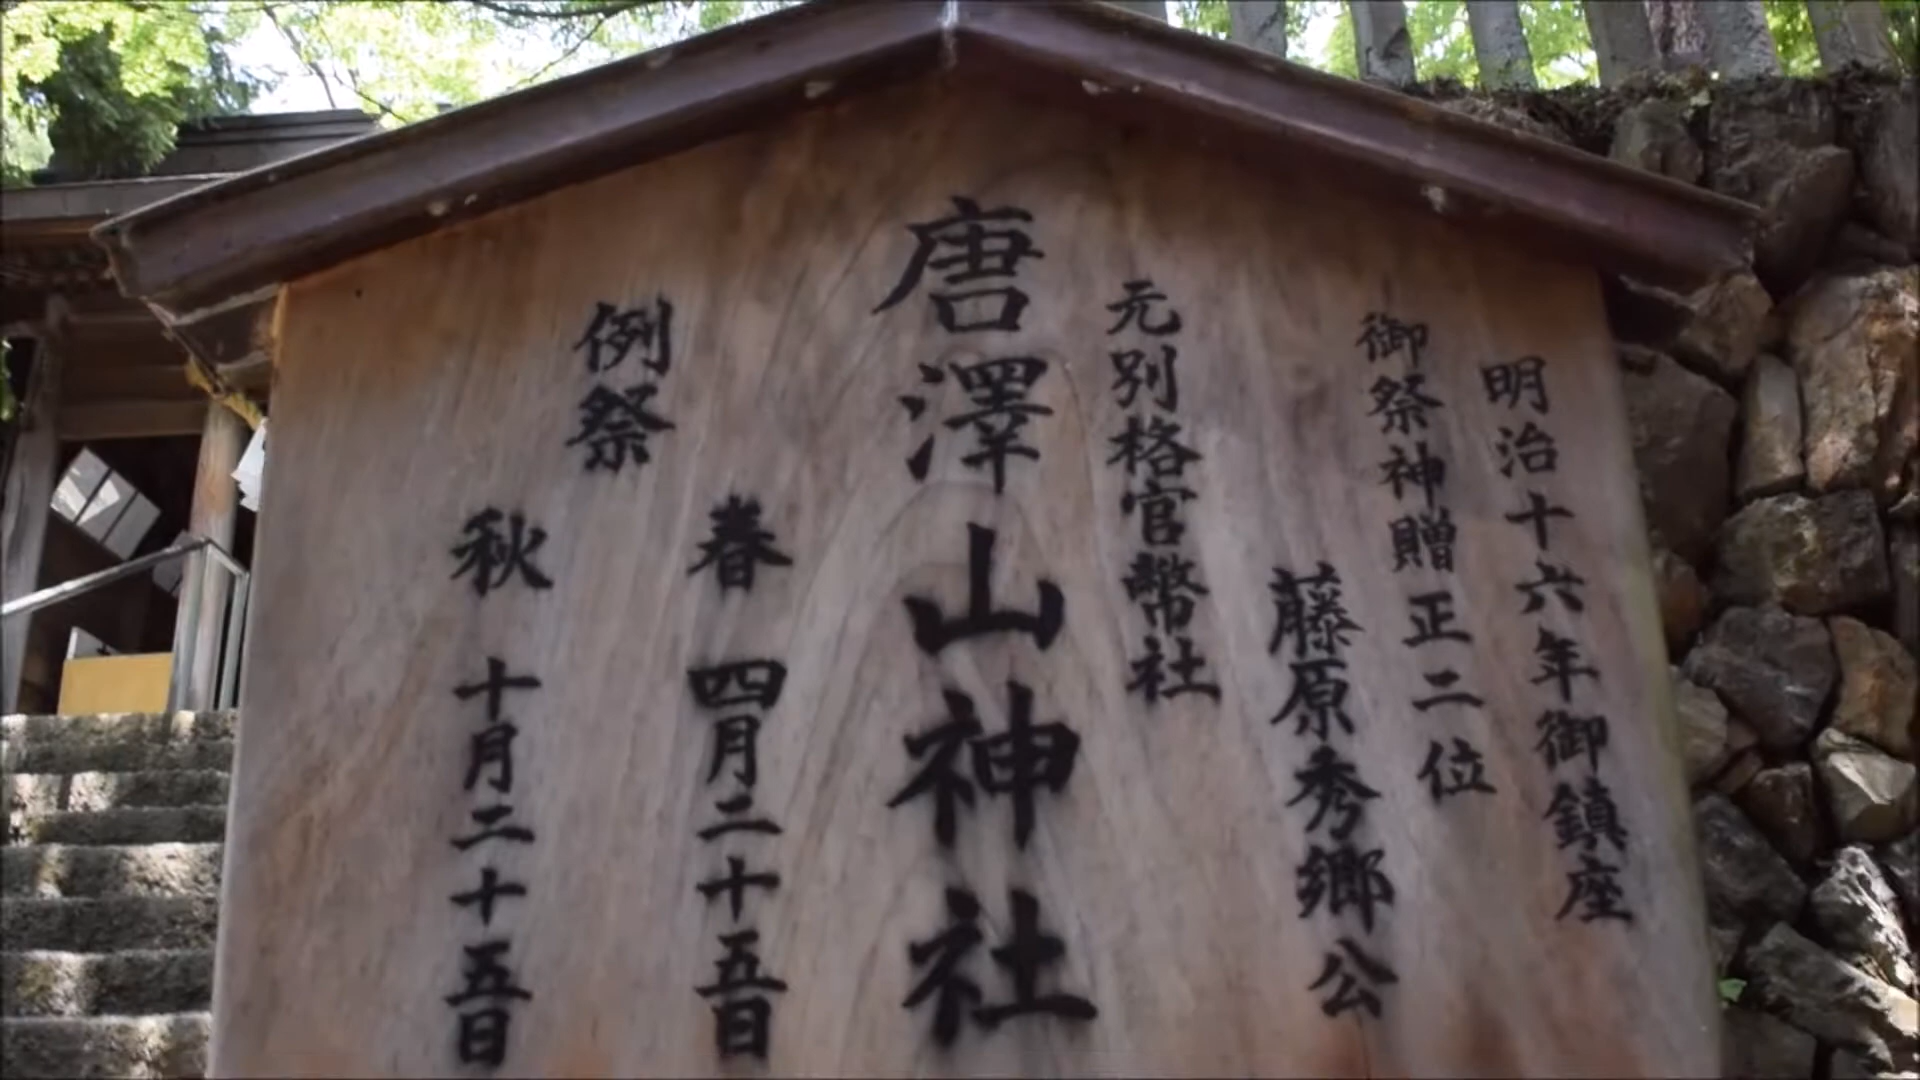 明治十六年御鎮座
御祭神贈正二位
藤原秀郷公
元別格官幣社
唐澤山神社
例祭
春 四月二十五日
秋 十月二十五日